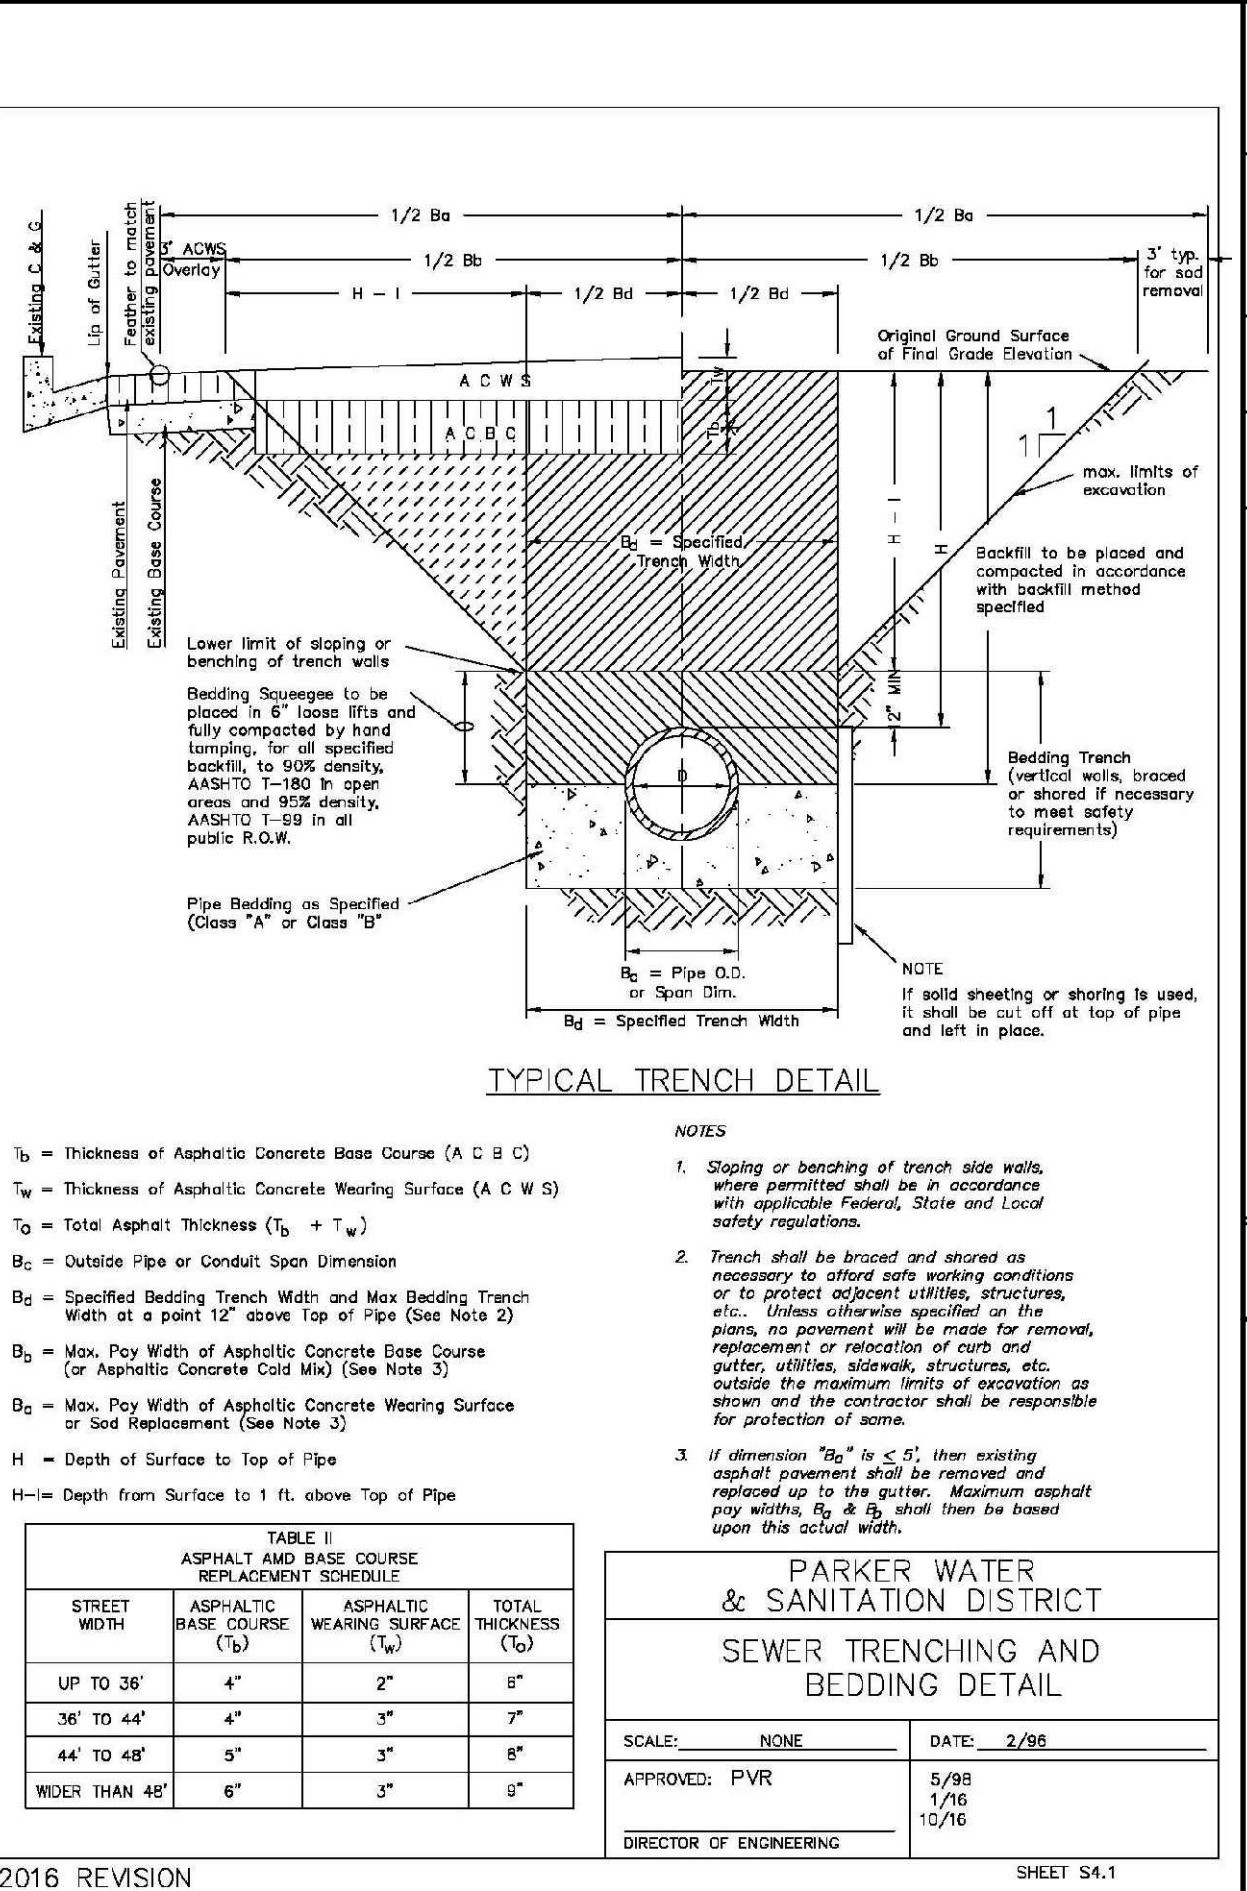 1/2 Ba
1/2 Ba
Existing C & G
Lip of Gutter
Feather to match
existing pavement
3' ACWS
Overlay
1/2 Bb
1/2 Bb
3' typ.
for sod
removal
H - I
1/2 Bd
1/2 Bd
Original Ground Surface
of Final Grade Elevation
A C W S
Tw
A C B C
Tb
1
1
max. limits of
excavation
Existing Pavement
Existing Base Course
Bd = Specified
Trench Width
H - I
H
Backfill to be placed and
compacted in accordance
with backfill method
specified
Lower limit of sloping or
benching of trench walls
Bedding Squeegee to be
placed in 6" loose lifts and
fully compacted by hand
tamping, for all specified
backfill, to 90% density,
AASHTO T-180 in open
areas and 95% density,
AASHTO T-99 in all
public R.O.W.
12" MIN
D
Bedding Trench
(vertical walls, braced
or shored if necessary
to meet safety
requirements)
Pipe Bedding as Specified
(Class "A" or Class "B"
Bc = Pipe O.D.
or Span Dim.
Bd = Specified Trench Width
NOTE
If solid sheeting or shoring is used,
it shall be cut off at top of pipe
and left in place.
TYPICAL TRENCH DETAIL
Tb = Thickness of Asphaltic Concrete Base Course (A C B C)
Tw = Thickness of Asphaltic Concrete Wearing Surface (A C W S)
To = Total Asphalt Thickness (Tb + Tw)
Bc = Outside Pipe or Conduit Span Dimension
Bd = Specified Bedding Trench Width and Max Bedding Trench
Width at a point 12" above Top of Pipe (See Note 2)
Bb = Max. Pay Width of Asphaltic Concrete Base Course
(or Asphaltic Concrete Cold Mix) (See Note 3)
Ba = Max. Pay Width of Asphaltic Concrete Wearing Surface
or Sod Replacement (See Note 3)
H = Depth of Surface to Top of Pipe
H-I= Depth from Surface to 1 ft. above Top of Pipe
NOTES
1. Sloping or benching of trench side walls,
where permitted shall be in accordance
with applicable Federal, State and Local
safety regulations.
2. Trench shall be braced and shored as
necessary to afford safe working conditions
or to protect adjacent utilities, structures,
etc.. Unless otherwise specified on the
plans, no pavement will be made for removal,
replacement or relocation of curb and
gutter, utilities, sidewalk, structures, etc.
outside the maximum limits of excavation as
shown and the contractor shall be responsible
for protection of same.
3. If dimension "Ba" is ≤ 5', then existing
asphalt pavement shall be removed and
replaced up to the gutter. Maximum asphalt
pay widths, Ba & Bb shall then be based
upon this actual width.
TABLE II
ASPHALT AMD BASE COURSE
REPLACEMENT SCHEDULE
STREET WIDTH ASPHALTIC BASE COURSE (Tb) ASPHALTIC WEARING SURFACE (Tw) TOTAL THICKNESS (To)
UP TO 36' 4" 2" 6"
36' TO 44' 4" 3" 7"
44' TO 48' 5" 3" 8"
WIDER THAN 48' 6" 3" 9"
PARKER WATER
& SANITATION DISTRICT
SEWER TRENCHING AND
BEDDING DETAIL
SCALE: NONE
DATE: 2/96
APPROVED: PVR
5/98
1/16
10/16
DIRECTOR OF ENGINEERING
2016 REVISION
SHEET S4.1